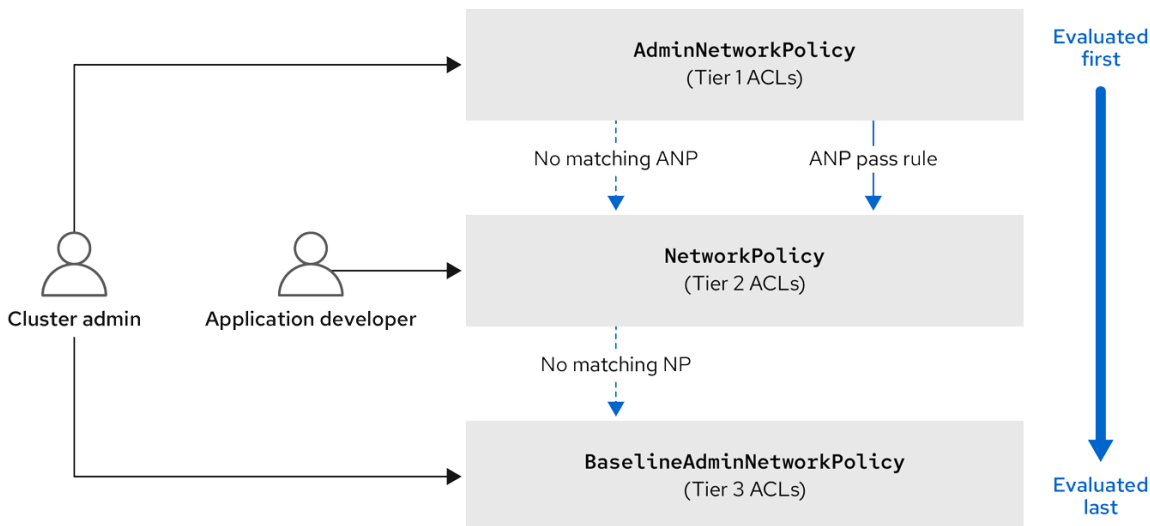 AdminNetworkPolicy
(Tier 1 ACLs)
Evaluated
first
No matching ANP
ANP pass rule
NetworkPolicy
(Tier 2 ACLs)
Cluster admin
Application developer
No matching NP
BaselineAdminNetworkPolicy
(Tier 3 ACLs)
Evaluated
last